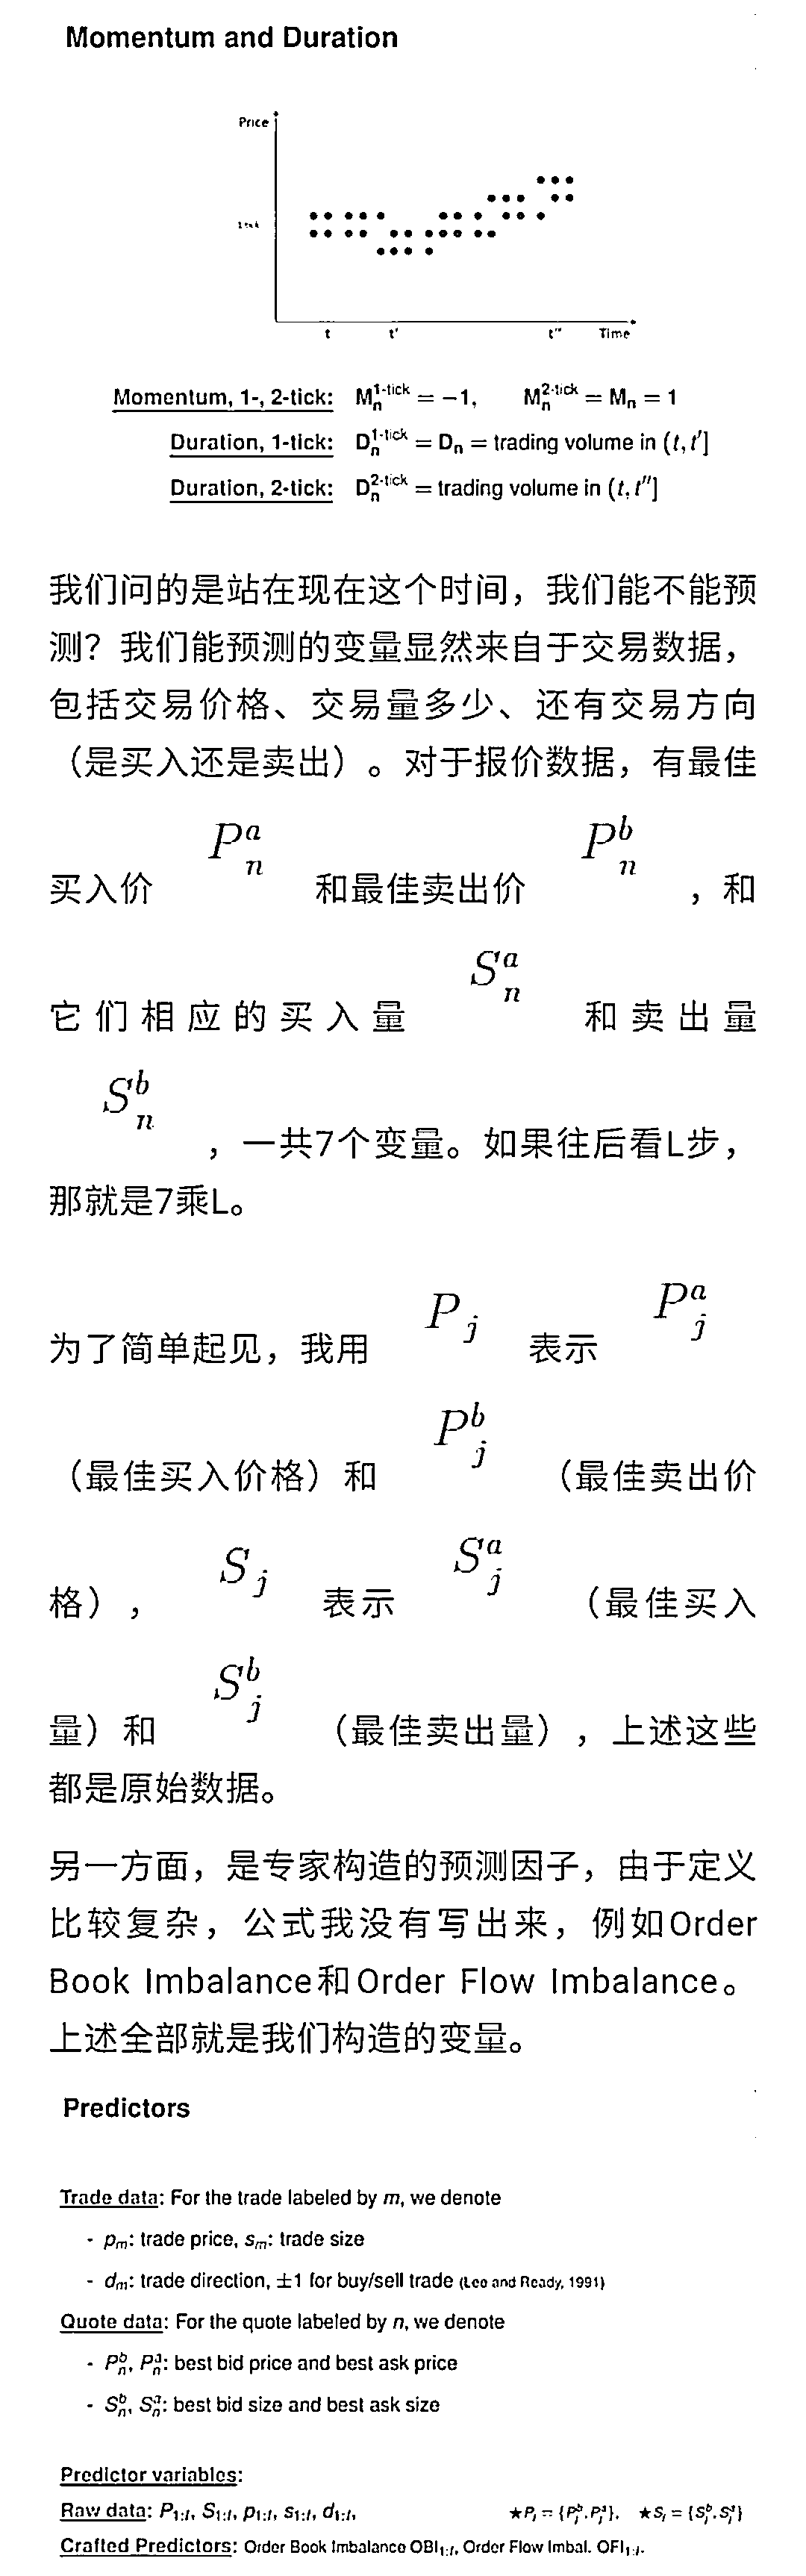 Momentum and Duration
Price
1 tick
t t' t'' Time
Momentum, 1-, 2-tick: M_n^{1-tick} = −1, M_n^{2-tick} = M_n = 1
Duration, 1-tick: D_n^{1-tick} = D_n = trading volume in (t, t']
Duration, 2-tick: D_n^{2-tick} = trading volume in (t, t'']
我们问的是站在现在这个时间，我们能不能预
测？我们能预测的变量显然来自于交易数据，
包括交易价格、交易量多少、还有交易方向
（是买入还是卖出）。对于报价数据，有最佳
买入价 P_n^a 和最佳卖出价 P_n^b ，和
它们相应的买入量 S_n^a 和卖出量
S_n^b ，一共7个变量。如果往后看L步，
那就是7乘L。
为了简单起见，我用 P_j 表示 P_j^a
（最佳买入价格）和 P_j^b （最佳卖出价
格）， S_j 表示 S_j^a （最佳买入
量）和 S_j^b （最佳卖出量），上述这些
都是原始数据。
另一方面，是专家构造的预测因子，由于定义
比较复杂，公式我没有写出来，例如Order
Book Imbalance和Order Flow Imbalance。
上述全部就是我们构造的变量。
Predictors
Trade data: For the trade labeled by m, we denote
- p_m: trade price, s_m: trade size
- d_m: trade direction, ±1 for buy/sell trade (Lee and Ready, 1991)
Quote data: For the quote labeled by n, we denote
- P_n^b, P_n^a: best bid price and best ask price
- S_n^b, S_n^a: best bid size and best ask size
Predictor variables:
Raw data: P_{1:l}, S_{1:l}, p_{1:l}, s_{1:l}, d_{1:l}, ★P_l = {P_l^b, P_l^a}, ★S_l = {S_l^b, S_l^a}
Crafted Predictors: Order Book Imbalance OBI_{1:l}, Order Flow Imbal. OFI_{1:l}.